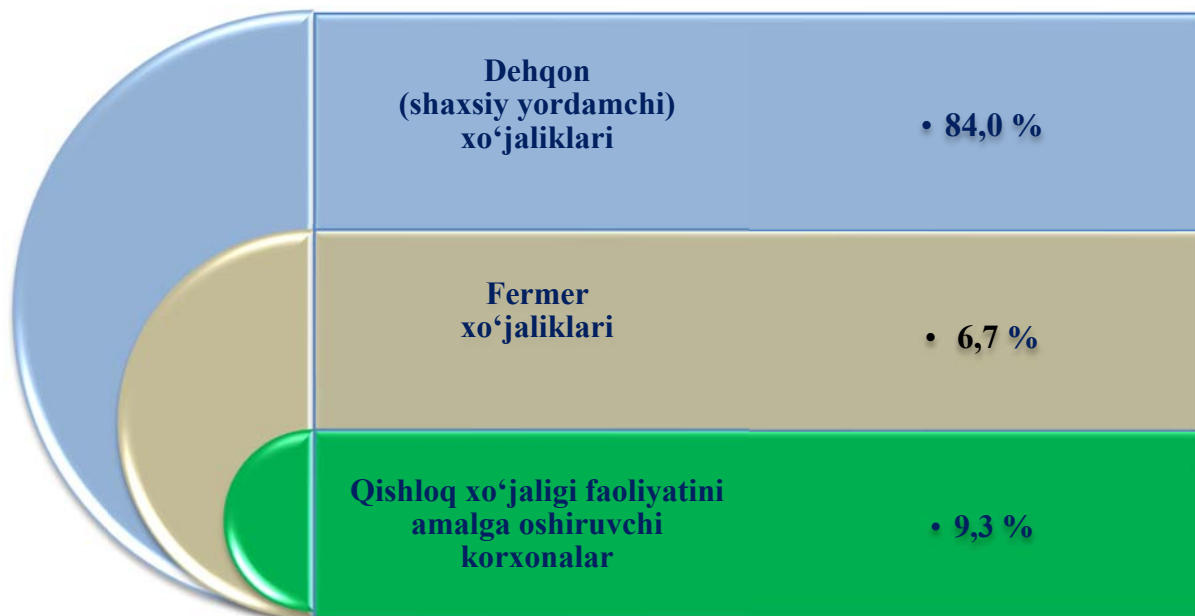 Dehqon
(shaxsiy yordamchi)
xo‘jaliklari
• 84,0 %
Fermer
xo‘jaliklari
• 6,7 %
Qishloq xo‘jaligi faoliyatini
amalga oshiruvchi
korxonalar
• 9,3 %